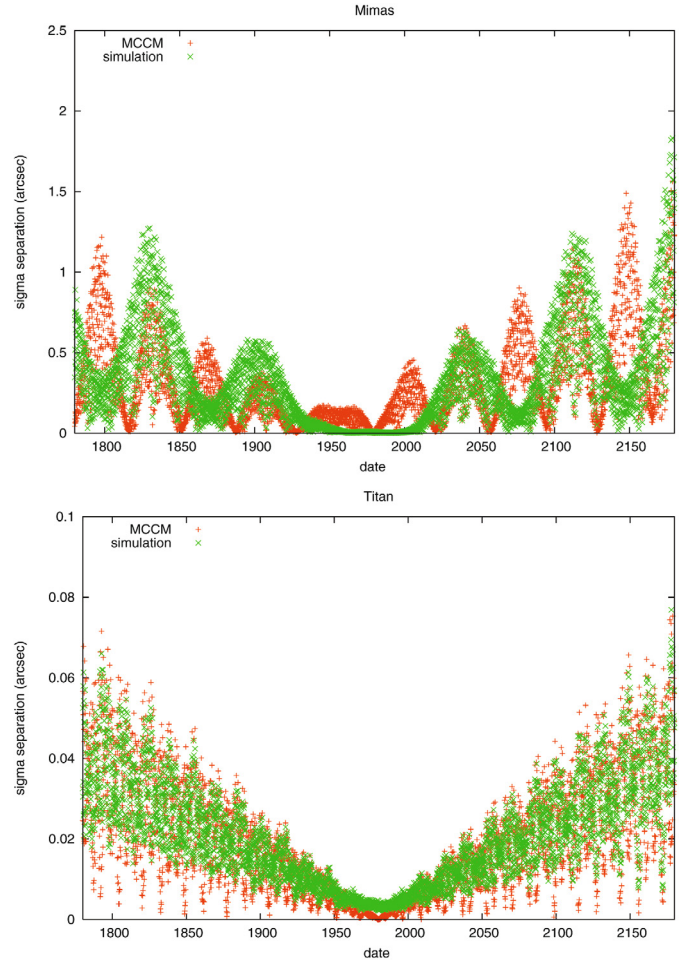 Mimas
2.5
2
1.5
1
0.5
0
sigma separation (arcsec)
MCCM +
simulation ×
1800 1850 1900 1950 2000 2050 2100 2150
date
Titan
0.1
0.08
0.06
0.04
0.02
0
sigma separation (arcsec)
MCCM +
simulation ×
1800 1850 1900 1950 2000 2050 2100 2150
date